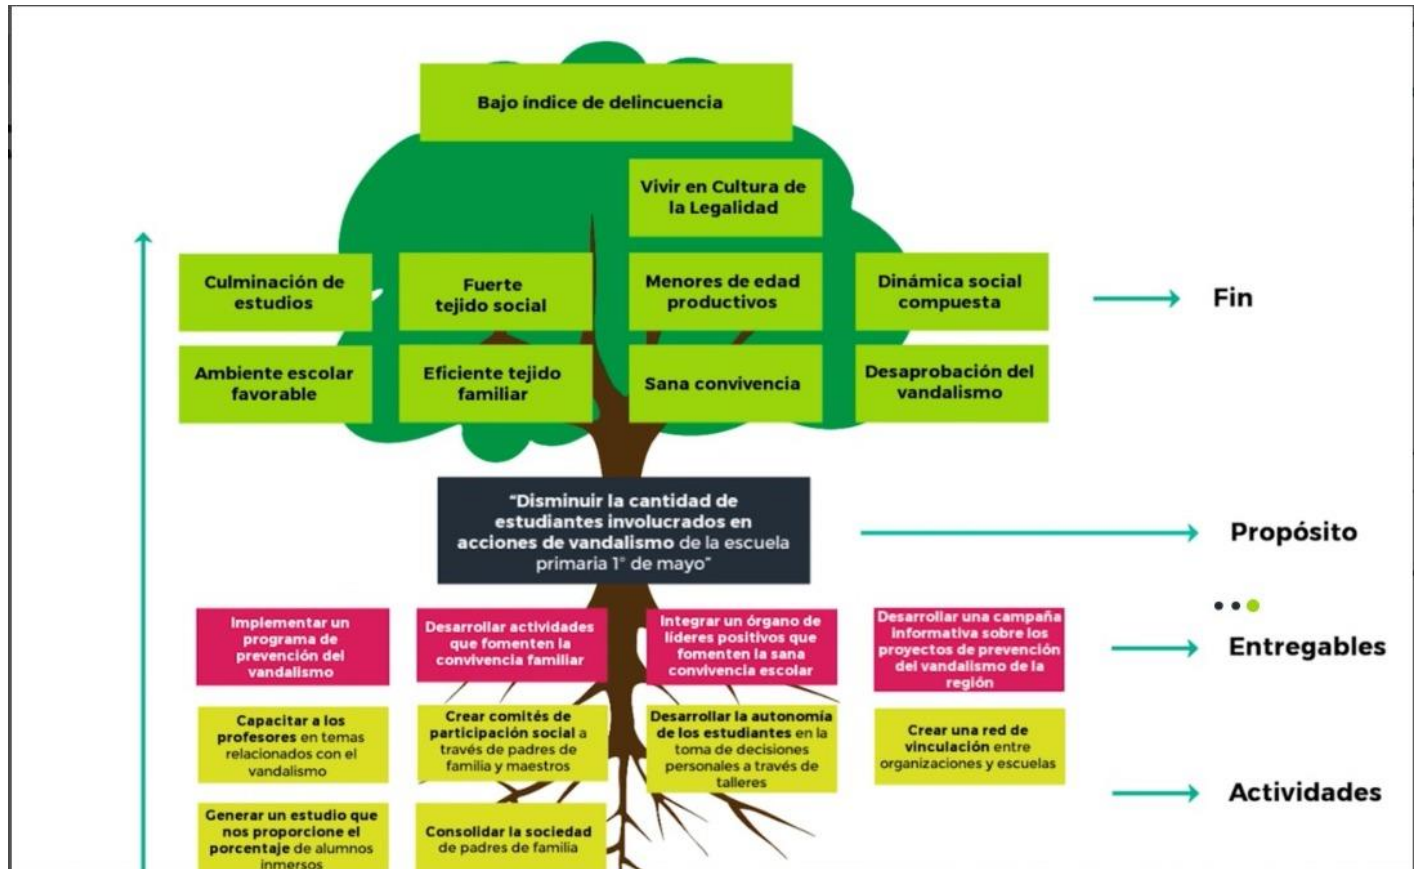 Bajo índice de delincuencia
Vivir en Cultura de
la Legalidad
Culminación de
estudios
Fuerte
tejido social
Menores de edad
productivos
Dinámica social
compuesta
Fin
Ambiente escolar
favorable
Eficiente tejido
familiar
Sana convivencia
Desaprobación del
vandalismo
“Disminuir la cantidad de
estudiantes involucrados en
acciones de vandalismo de la escuela
primaria 1° de mayo”
Propósito
Implementar un
programa de
prevención del
vandalismo
Desarrollar actividades
que fomenten la
convivencia familiar
Integrar un órgano de
líderes positivos que
fomenten la sana
convivencia escolar
Desarrollar una campaña
informativa sobre los
proyectos de prevención
del vandalismo de la
región
Entregables
Capacitar a los
profesores en temas
relacionados con el
vandalismo
Crear comités de
participación social a
través de padres de
familia y maestros
Desarrollar la autonomía
de los estudiantes en la
toma de decisiones
personales a través de
talleres
Crear una red de
vinculación entre
organizaciones y escuelas
Actividades
Generar un estudio que
nos proporcione el
porcentaje de alumnos
inmersos
Consolidar la sociedad
de padres de familia